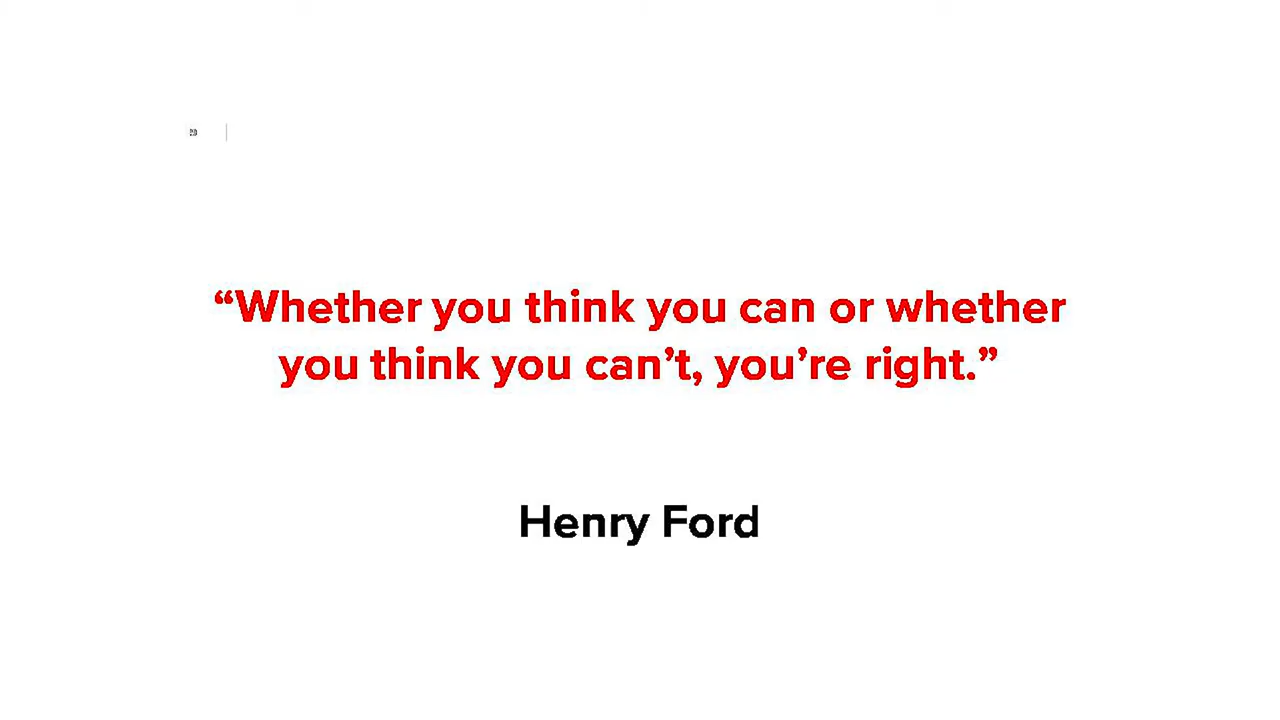 “Whether you think you can or whether
you think you can’t, you’re right.”
Henry Ford